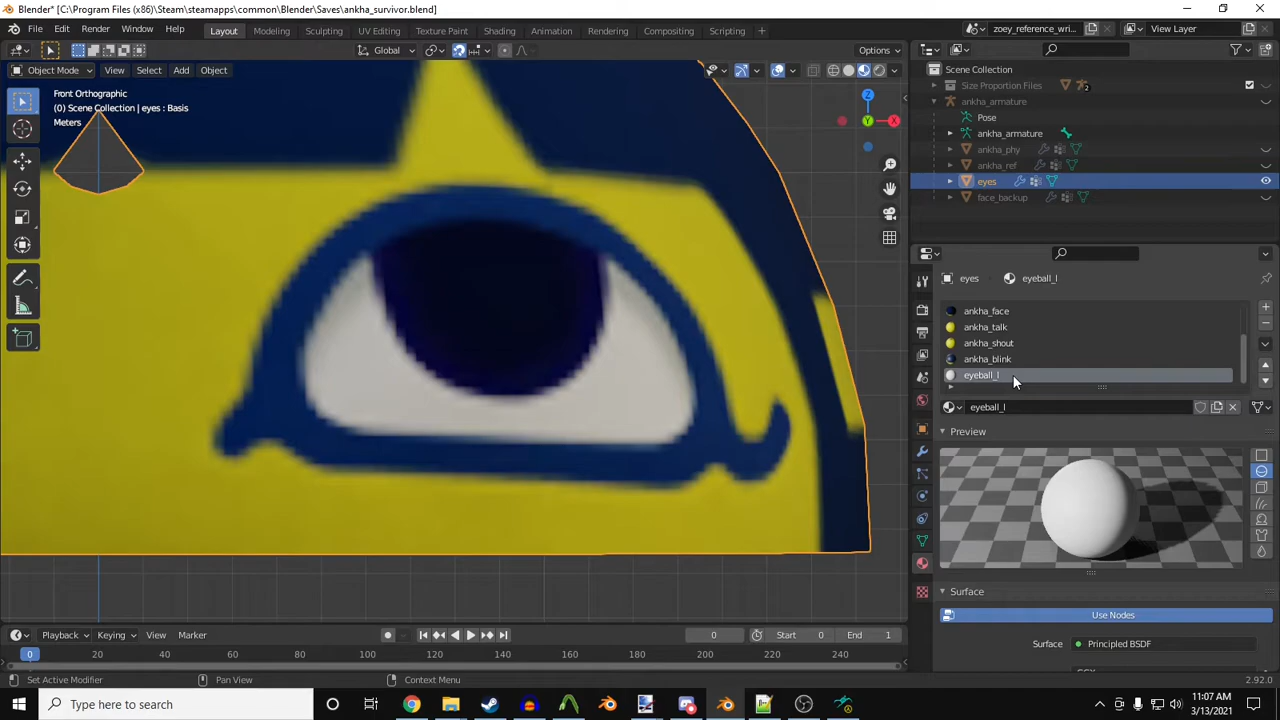 Blender* [C:\Program Files (x86)\Steam\steamapps\common\Blender\Saves\ankha_survivor.blend]
File Edit Render Window Help Layout Modeling Sculpting UV Editing Texture Paint Shading Animation Rendering Compositing Scripting + zoey_reference_wri... View Layer
Global Options
Object Mode View Select Add Object
Front Orthographic
(0) Scene Collection | eyes : Basis
Meters
Z
Y
X
Scene Collection
Size Proportion Files 2
ankha_armature
Pose
ankha_armature
ankha_phy
ankha_ref
eyes
face_backup
eyes eyeball_l
ankha_face
ankha_talk
ankha_shout
ankha_blink
eyeball_l
eyeball_l
Preview
Surface
Use Nodes
Surface Principled BSDF
Playback Keying View Marker 0 Start 0 End 1
0 20 40 60 80 100 120 140 160 180 200 220 240
Set Active Modifier Pan View Context Menu 2.92.0
Type here to search
11:07 AM
3/13/2021